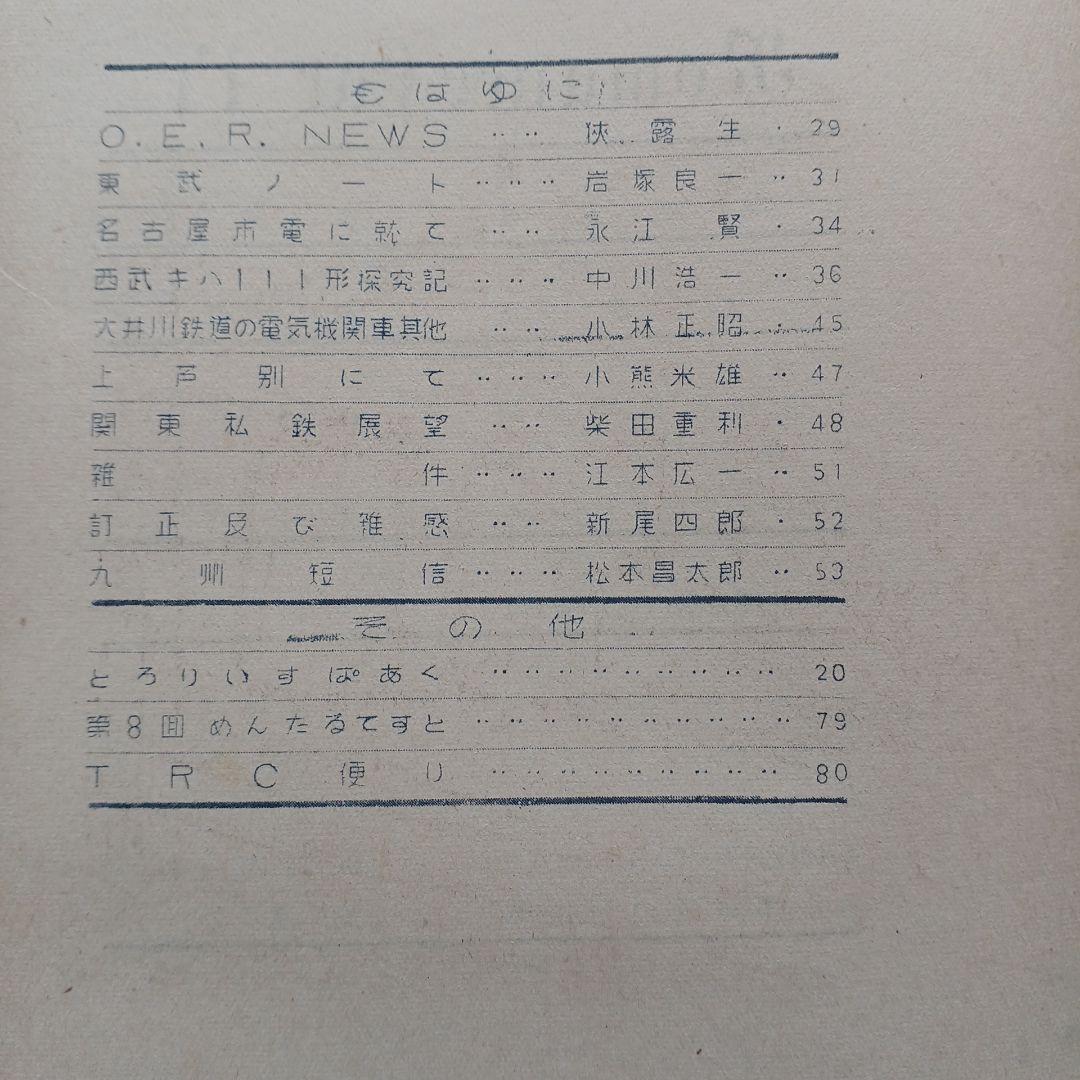 もはゆに
O.E.R. NEWS ‥‥ 狭露生 · 29
東武ノート ‥‥‥ 岩塚良一 ‥ 31
名古屋市電に就て ‥‥ 永江賢 · 34
西武キハ111形探究記 ‥‥‥ 中川浩一 ‥ 36
大井川鉄道の電気機関車其他 ‥‥ 小林正昭 45
上芦別にて ‥‥‥ 小熊米雄 ‥ 47
関東私鉄展望 ‥‥ 柴田重利 · 48
雑件 ‥‥‥ 江本広一 ‥ 51
訂正及び雑感 ‥‥ 新尾四郎 · 52
九州短信 ‥‥‥ 松本昌太郎 ‥ 53
その他
とろりいすぱあく ‥‥‥‥‥‥‥‥‥‥ 20
第8回めんたるてすと ‥‥‥‥‥‥‥‥‥‥‥ 79
TRC便り ‥‥‥‥‥‥‥‥‥‥ 80